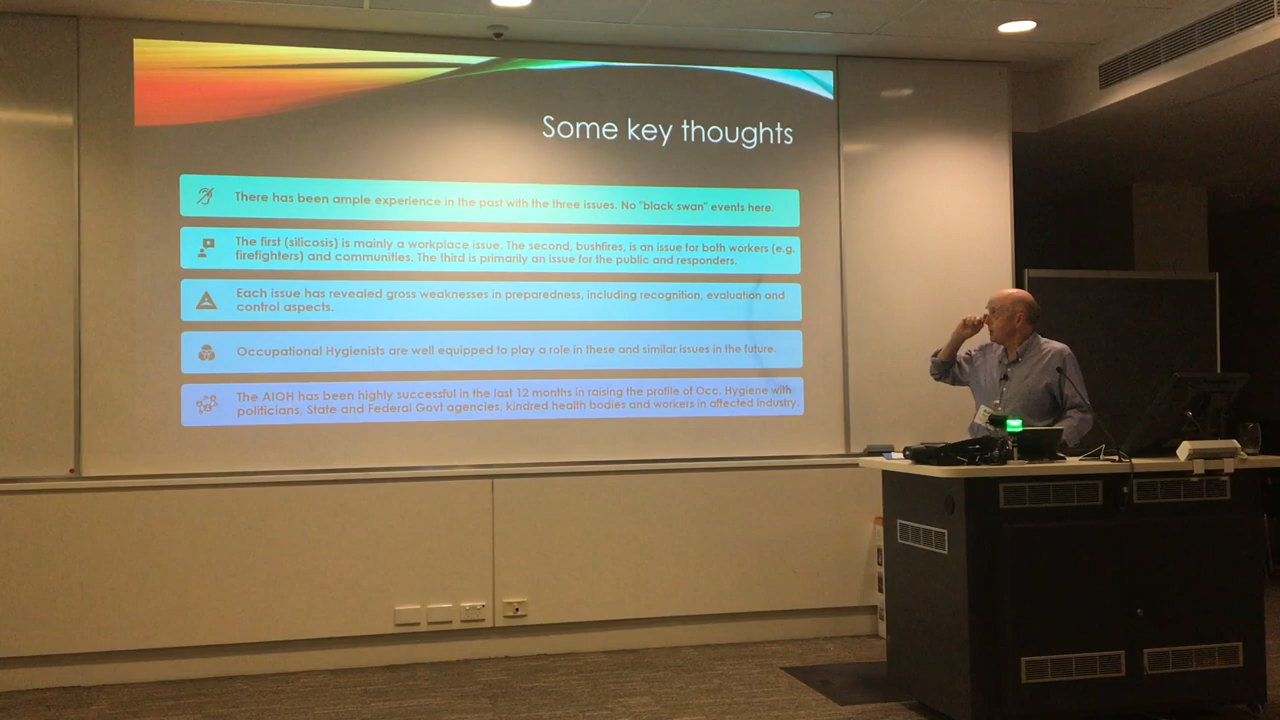 Some key thoughts
There has been ample experience in the past with the three issues. No "black swan" events here.
The first (silicosis) is mainly a workplace issue. The second, bushfires, is an issue for both workers (e.g.
firefighters) and communities. The third is primarily an issue for the public and responders.
Each issue has revealed gross weaknesses in preparedness, including recognition, evaluation and
control aspects.
Occupational Hygienists are well equipped to play a role in these and similar issues in the future.
The AIOH has been highly successful in the last 12 months in raising the profile of Occ. Hygiene with
politicians, State and Federal Govt agencies, kindred health bodies and workers in affected industry.